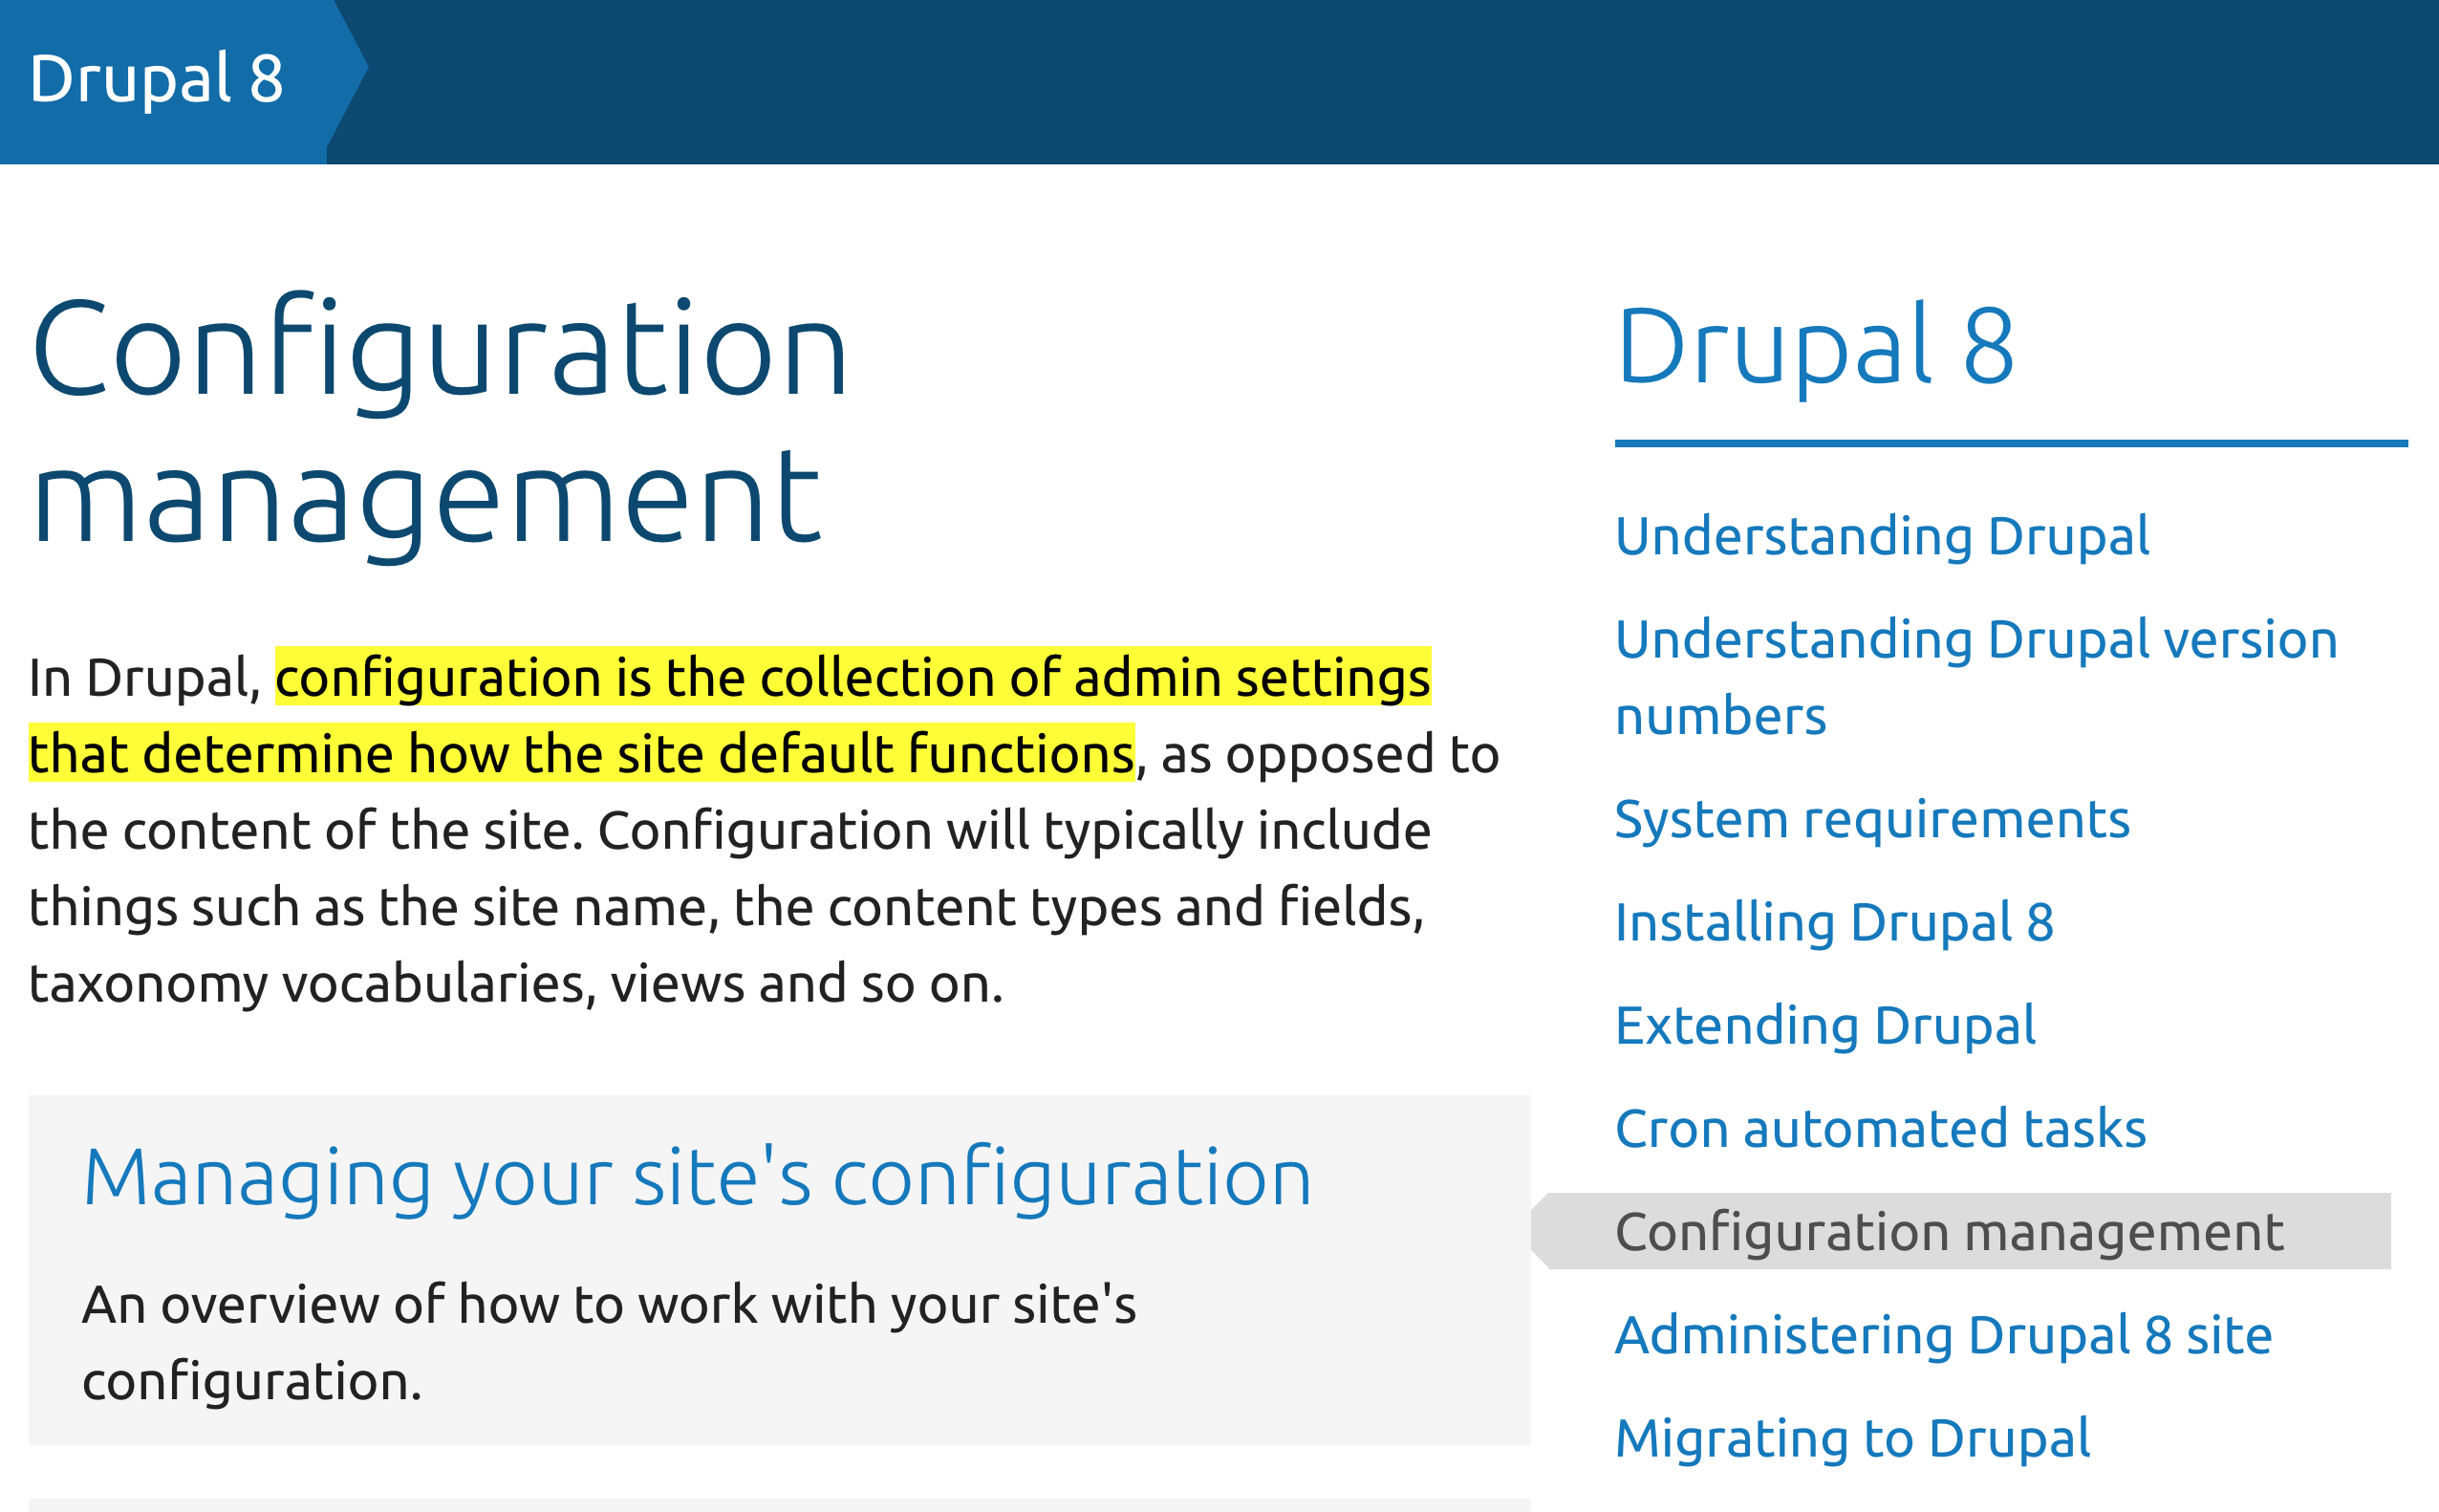 Drupal 8
Configuration
management
In Drupal, configuration is the collection of admin settings
that determine how the site default functions, as opposed to
the content of the site. Configuration will typically include
things such as the site name, the content types and fields,
taxonomy vocabularies, views and so on.
Managing your site's configuration
An overview of how to work with your site's
configuration.
Drupal 8
Understanding Drupal
Understanding Drupal version
numbers
System requirements
Installing Drupal 8
Extending Drupal
Cron automated tasks
Configuration management
Administering Drupal 8 site
Migrating to Drupal